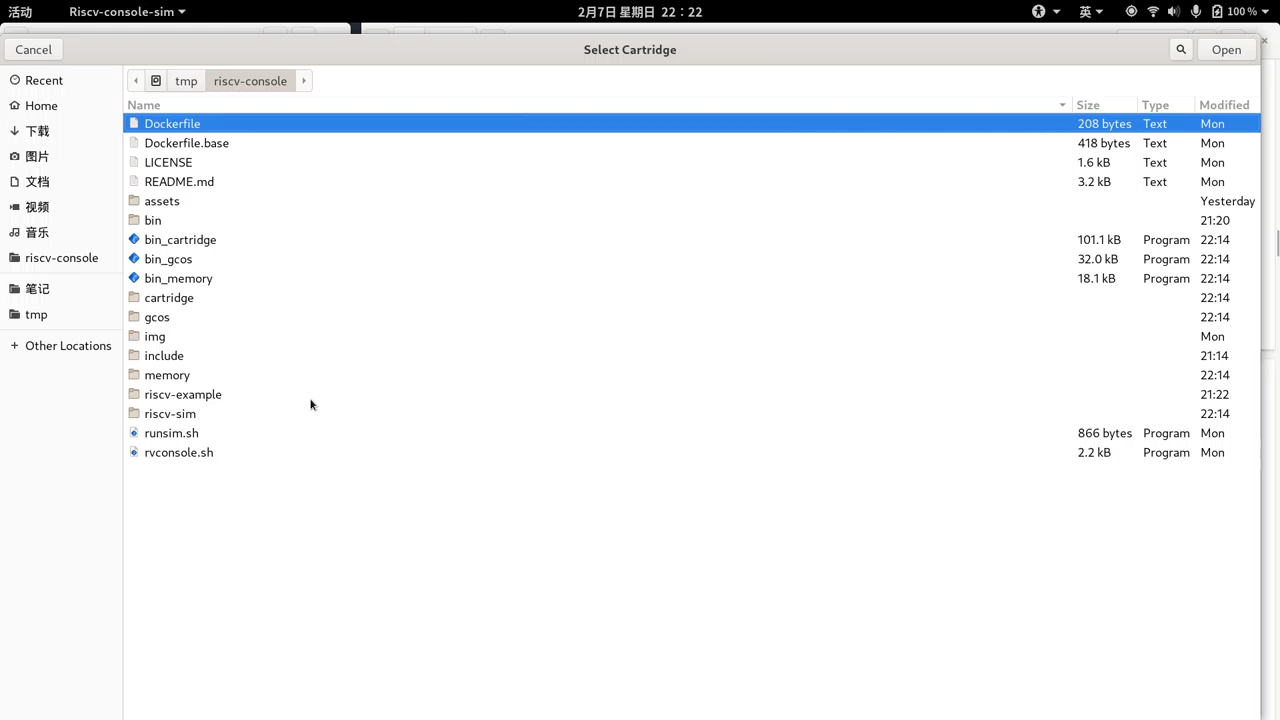 活动 Riscv-console-sim 2月7日 星期日 22：22 英 100 %
Cancel Select Cartridge Open
Recent
Home
下载
图片
文档
视频
音乐
riscv-console
笔记
tmp
Other Locations
tmp riscv-console
Name Size Type Modified
Dockerfile 208 bytes Text Mon
Dockerfile.base 418 bytes Text Mon
LICENSE 1.6 kB Text Mon
README.md 3.2 kB Text Mon
assets Yesterday
bin 21:20
bin_cartridge 101.1 kB Program 22:14
bin_gcos 32.0 kB Program 22:14
bin_memory 18.1 kB Program 22:14
cartridge 22:14
gcos 22:14
img Mon
include 21:14
memory 22:14
riscv-example 21:22
riscv-sim 22:14
runsim.sh 866 bytes Program Mon
rvconsole.sh 2.2 kB Program Mon